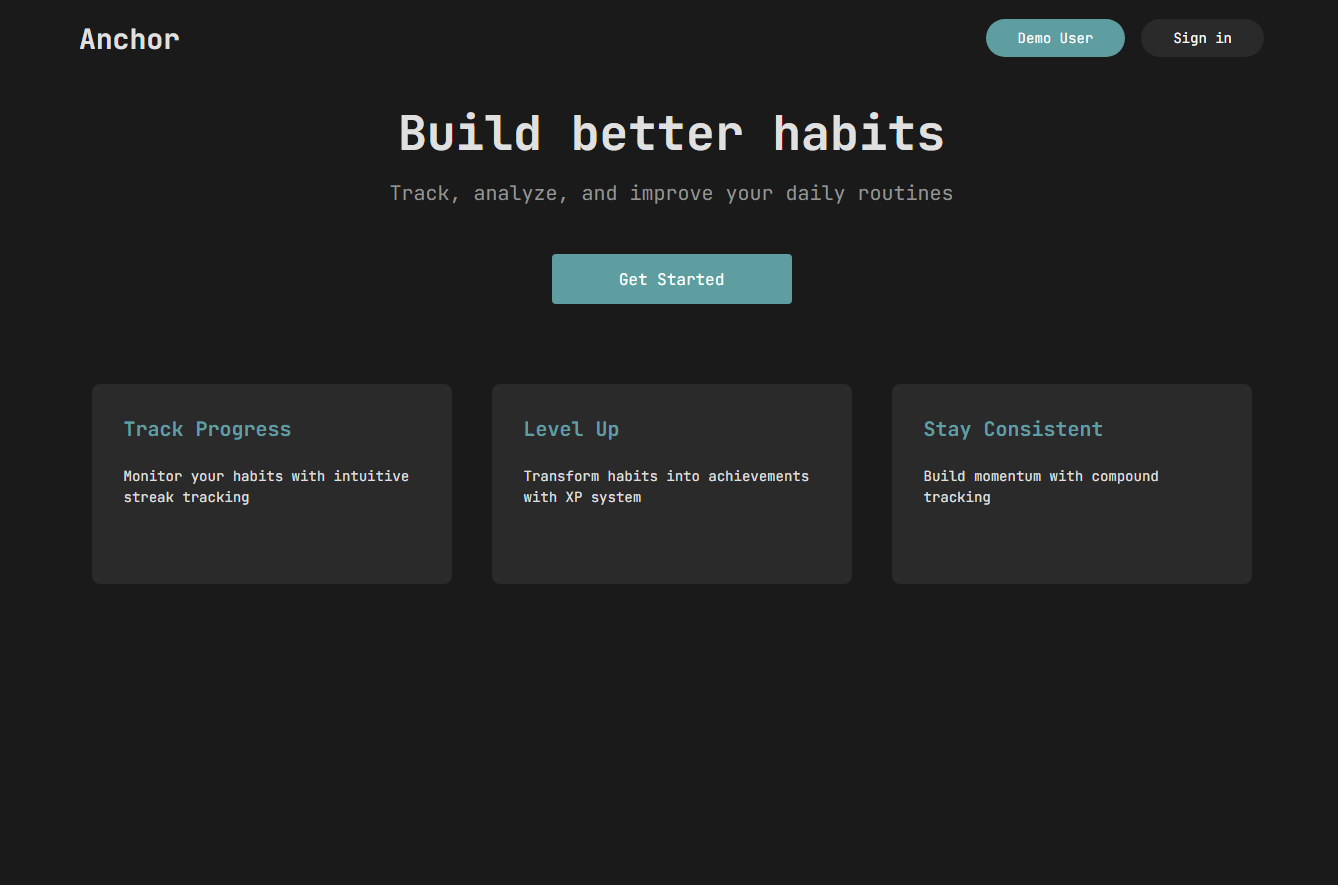 Anchor
Demo User
Sign in
Build better habits
Track, analyze, and improve your daily routines
Get Started
Track Progress
Monitor your habits with intuitive
streak tracking
Level Up
Transform habits into achievements
with XP system
Stay Consistent
Build momentum with compound
tracking